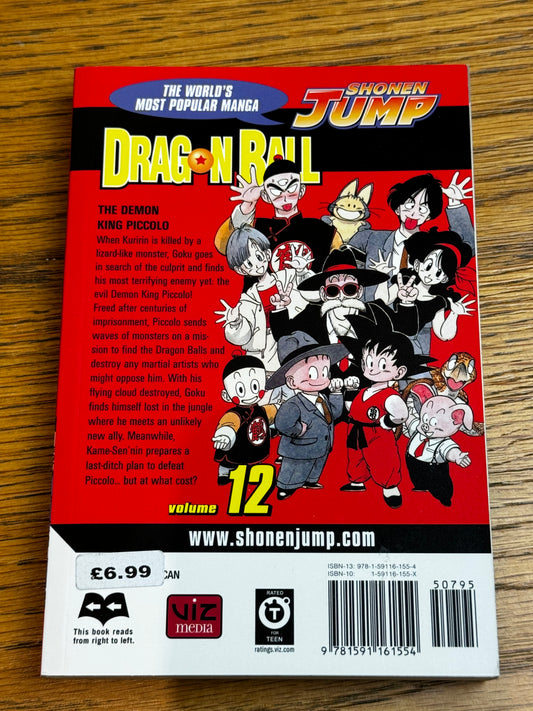 THE WORLD'S
MOST POPULAR MANGA
SHONEN
JUMP
DRAGON BALL
THE DEMON
KING PICCOLO
When Kuririn is killed by a
lizard-like monster, Goku goes
in search of the culprit and finds
his most terrifying enemy yet: the
evil Demon King Piccolo!
Freed after centuries of
imprisonment, Piccolo sends
waves of monsters on a mis-
sion to find the Dragon Balls and
destroy any martial-artists who
might oppose him. With his
flying cloud destroyed, Goku
finds himself lost in the jungle
where he meets an unlikely
new ally. Meanwhile,
Kame-Sen'nin prepares a
last-ditch plan to defeat
Piccolo.. but at what cost?
volume 12
www.shonenjump.com
£6.99
CAN
This book reads
from right to left.
viz
MEDIA
RATED
T
FOR
TEEN
ratings.viz.com
ISBN-13: 978-1-59116-155-4
ISBN-10: 1-59116-155-X
50795
9 781591 161554